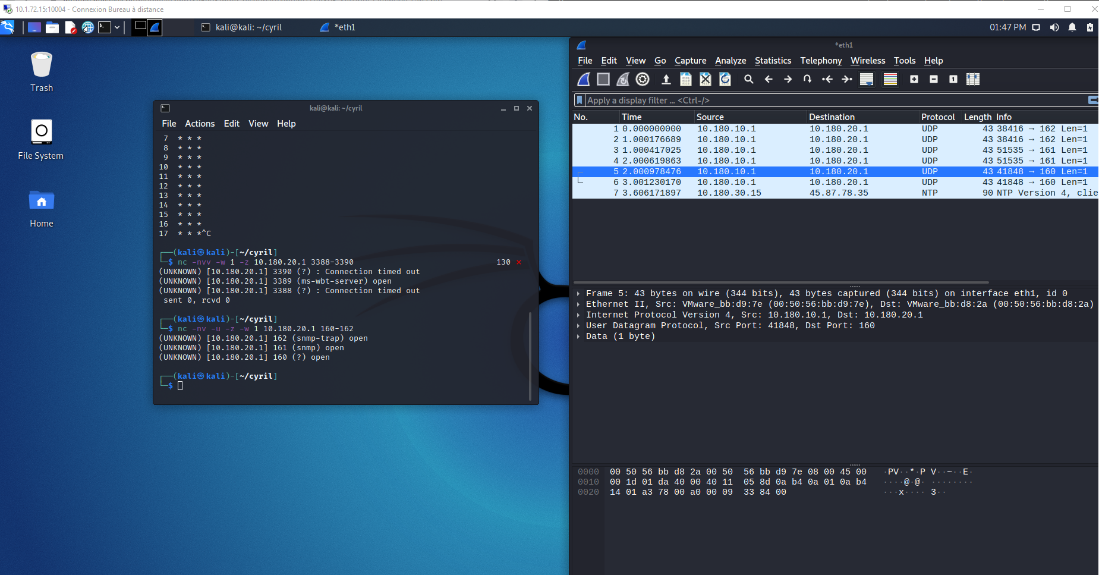 10.1.72.15:10004 - Connexion Bureau à distance
kali@kali: ~/cyril
*eth1
01:47 PM
Trash
File System
Home
kali@kali: ~/cyril
File Actions Edit View Help
7 * * *
8 * * *
9 * * *
10 * * *
11 * * *
12 * * *
13 * * *
14 * * *
15 * * *
16 * * *
17 * * *^C
┌──(kali㉿kali)-[~/cyril]
└─$ nc -nvv -w 1 -z 10.180.20.1 3388-3390 130 ⨯
(UNKNOWN) [10.180.20.1] 3390 (?) : Connection timed out
(UNKNOWN) [10.180.20.1] 3389 (ms-wbt-server) open
(UNKNOWN) [10.180.20.1] 3388 (?) : Connection timed out
sent 0, rcvd 0
┌──(kali㉿kali)-[~/cyril]
└─$ nc -nv -u -z -w 1 10.180.20.1 160-162
(UNKNOWN) [10.180.20.1] 162 (snmp-trap) open
(UNKNOWN) [10.180.20.1] 161 (snmp) open
(UNKNOWN) [10.180.20.1] 160 (?) open
┌──(kali㉿kali)-[~/cyril]
└─$
*eth1
File Edit View Go Capture Analyze Statistics Telephony Wireless Tools Help
Apply a display filter ... <Ctrl-/>
No. Time Source Destination Protocol Length Info
1 0.000000000 10.180.10.1 10.180.20.1 UDP 43 38416 → 162 Len=1
2 1.000176689 10.180.10.1 10.180.20.1 UDP 43 38416 → 162 Len=1
3 1.000417025 10.180.10.1 10.180.20.1 UDP 43 51535 → 161 Len=1
4 2.000619863 10.180.10.1 10.180.20.1 UDP 43 51535 → 161 Len=1
5 2.000978476 10.180.10.1 10.180.20.1 UDP 43 41848 → 160 Len=1
6 3.001230170 10.180.10.1 10.180.20.1 UDP 43 41848 → 160 Len=1
7 3.606171897 10.180.30.15 45.87.78.35 NTP 90 NTP Version 4, clie
Frame 5: 43 bytes on wire (344 bits), 43 bytes captured (344 bits) on interface eth1, id 0
Ethernet II, Src: VMware_bb:d9:7e (00:50:56:bb:d9:7e), Dst: VMware_bb:d8:2a (00:50:56:bb:d8:2a)
Internet Protocol Version 4, Src: 10.180.10.1, Dst: 10.180.20.1
User Datagram Protocol, Src Port: 41848, Dst Port: 160
Data (1 byte)
0000 00 50 56 bb d8 2a 00 50 56 bb d9 7e 08 00 45 00 ·PV··*·P V··~··E·
0010 00 1d 01 da 40 00 40 11 05 8d 0a b4 0a 01 0a b4 ····@·@· ········
0020 14 01 a3 78 00 a0 00 09 33 84 00 ···x···· 3··